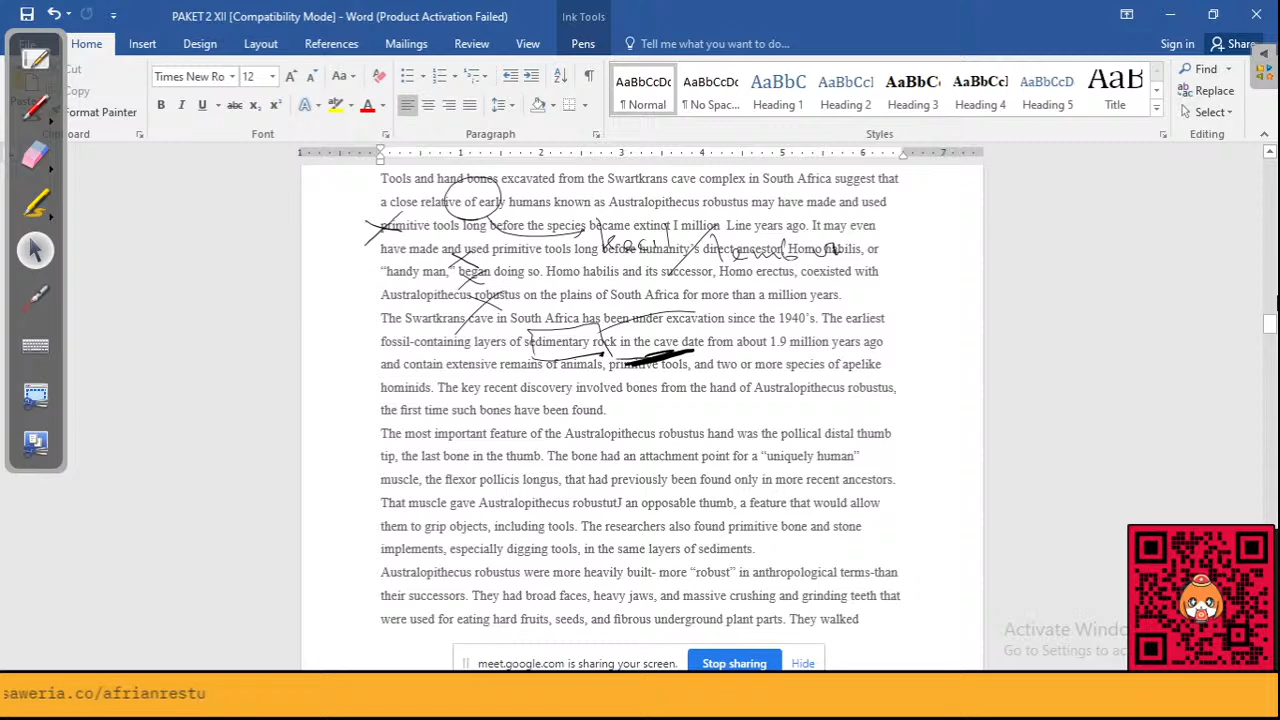 PAKET 2 XII [Compatibility Mode] - Word (Product Activation Failed)
Ink Tools
File
Home
Insert
Design
Layout
References
Mailings
Review
View
Pens
Tell me what you want to do...
Sign in
Share
Cut
Copy
Format Painter
Paste
Clipboard
Times New Ro
12
Aa
B I U abc X₂ X²
A
Font
Paragraph
AaBbCcDc
¶ Normal
AaBbCcDc
¶ No Spac...
AaBbC
Heading 1
AaBbCcI
Heading 2
AaBbC
Heading 3
AaBbCcI
Heading 4
AaBbCcD
Heading 5
AaB
Title
Styles
Find
Replace
Select
Editing
1 1 2 3 4 5 6 7
Tools and hand bones excavated from the Swartkrans cave complex in South Africa suggest that
a close relative of early humans known as Australopithecus robustus may have made and used
primitive tools long before the species became extinct I million Line years ago. It may even
have made and used primitive tools long before humanity's direct ancestor Homo habilis, or
“handy man,” began doing so. Homo habilis and its successor, Homo erectus, coexisted with
Australopithecus robustus on the plains of South Africa for more than a million years.
The Swartkrans cave in South Africa has been under excavation since the 1940's. The earliest
fossil-containing layers of sedimentary rock in the cave date from about 1.9 million years ago
and contain extensive remains of animals, primitive tools, and two or more species of apelike
hominids. The key recent discovery involved bones from the hand of Australopithecus robustus,
the first time such bones have been found.
The most important feature of the Australopithecus robustus hand was the pollical distal thumb
tip, the last bone in the thumb. The bone had an attachment point for a “uniquely human”
muscle, the flexor pollicis longus, that had previously been found only in more recent ancestors.
That muscle gave Australopithecus robustutJ an opposable thumb, a feature that would allow
them to grip objects, including tools. The researchers also found primitive bone and stone
implements, especially digging tools, in the same layers of sediments.
Australopithecus robustus were more heavily built- more “robust” in anthropological terms-than
their successors. They had broad faces, heavy jaws, and massive crushing and grinding teeth that
were used for eating hard fruits, seeds, and fibrous underground plant parts. They walked
kecil
meet.google.com is sharing your screen.
Stop sharing
Hide
Activate Windo
Go to Settings to a
saweria.co/afrianrestu